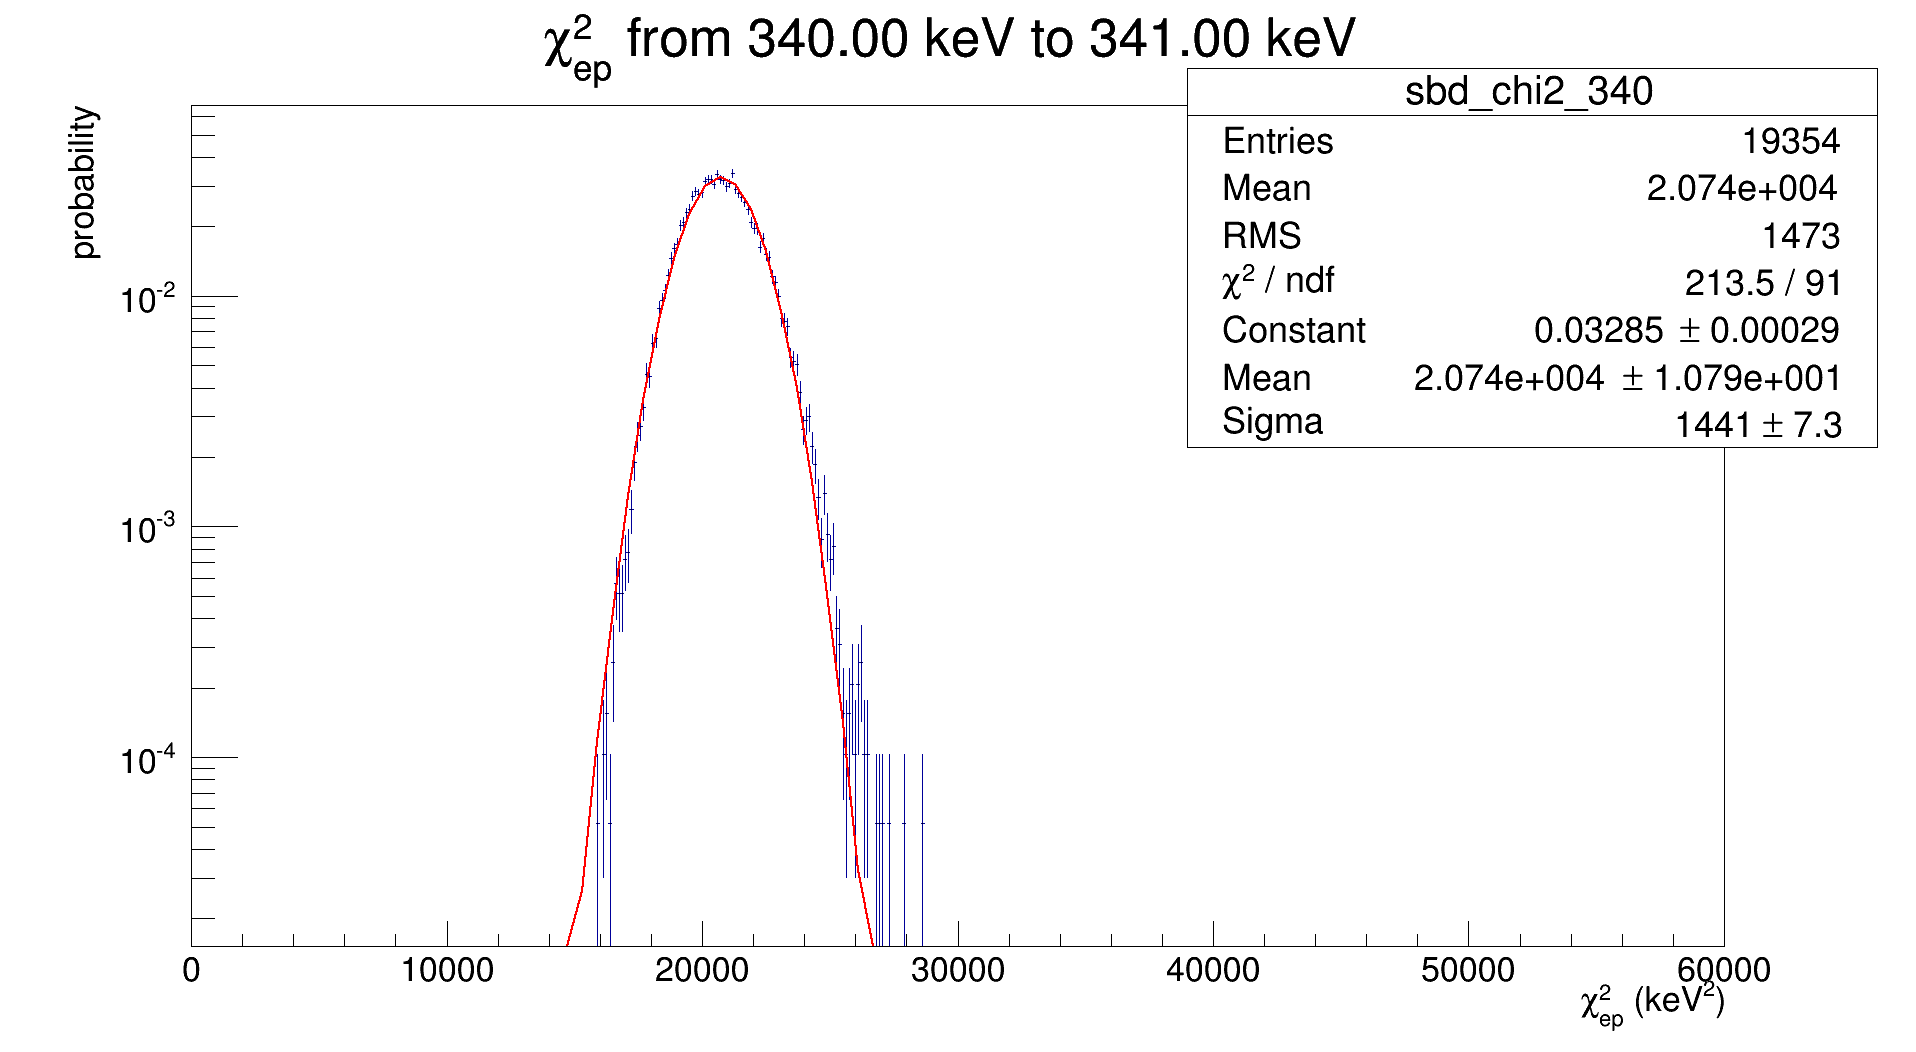 χ²ep from 340.00 keV to 341.00 keV
probability
sbd_chi2_340
Entries 19354
Mean 2.074e+004
RMS 1473
χ² / ndf 213.5 / 91
Constant 0.03285 ± 0.00029
Mean 2.074e+004 ± 1.079e+001
Sigma 1441 ± 7.3
10⁻²
10⁻³
10⁻⁴
0 10000 20000 30000 40000 50000 60000
χ²ep (keV²)